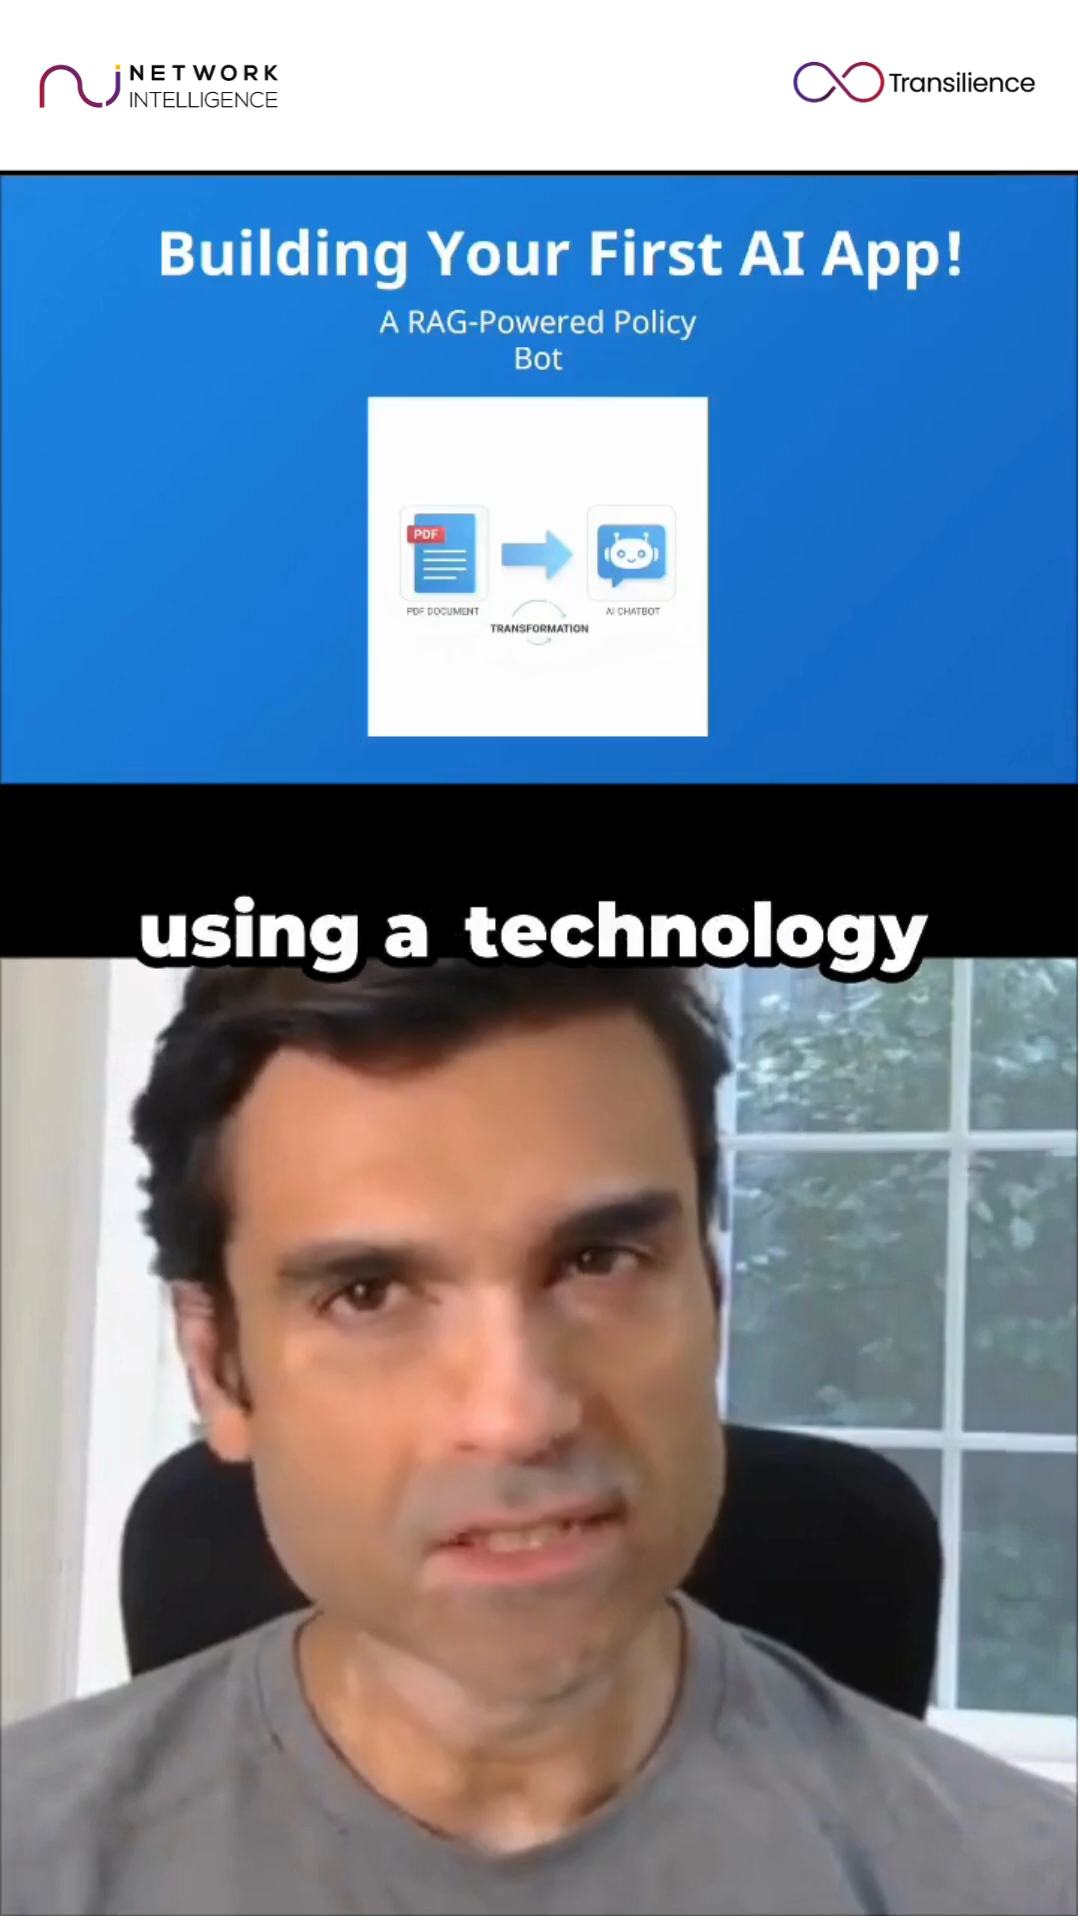 NETWORK
INTELLIGENCE
Transilience
Building Your First AI App!
A RAG-Powered Policy
Bot
PDF
PDF DOCUMENT
AI CHATBOT
TRANSFORMATION
using a technology